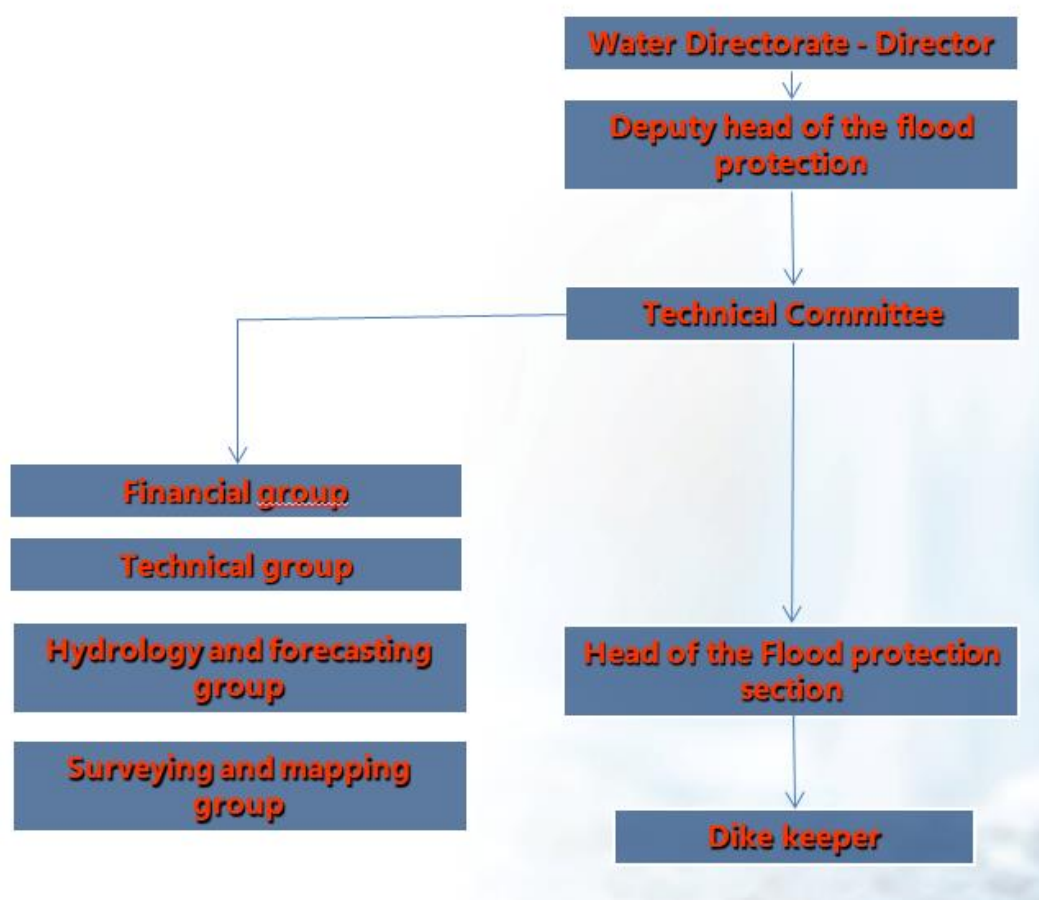 Water Directorate - Director
Deputy head of the flood
protection
Technical Committee
Financial group
Technical group
Hydrology and forecasting
group
Surveying and mapping
group
Head of the Flood protection
section
Dike keeper